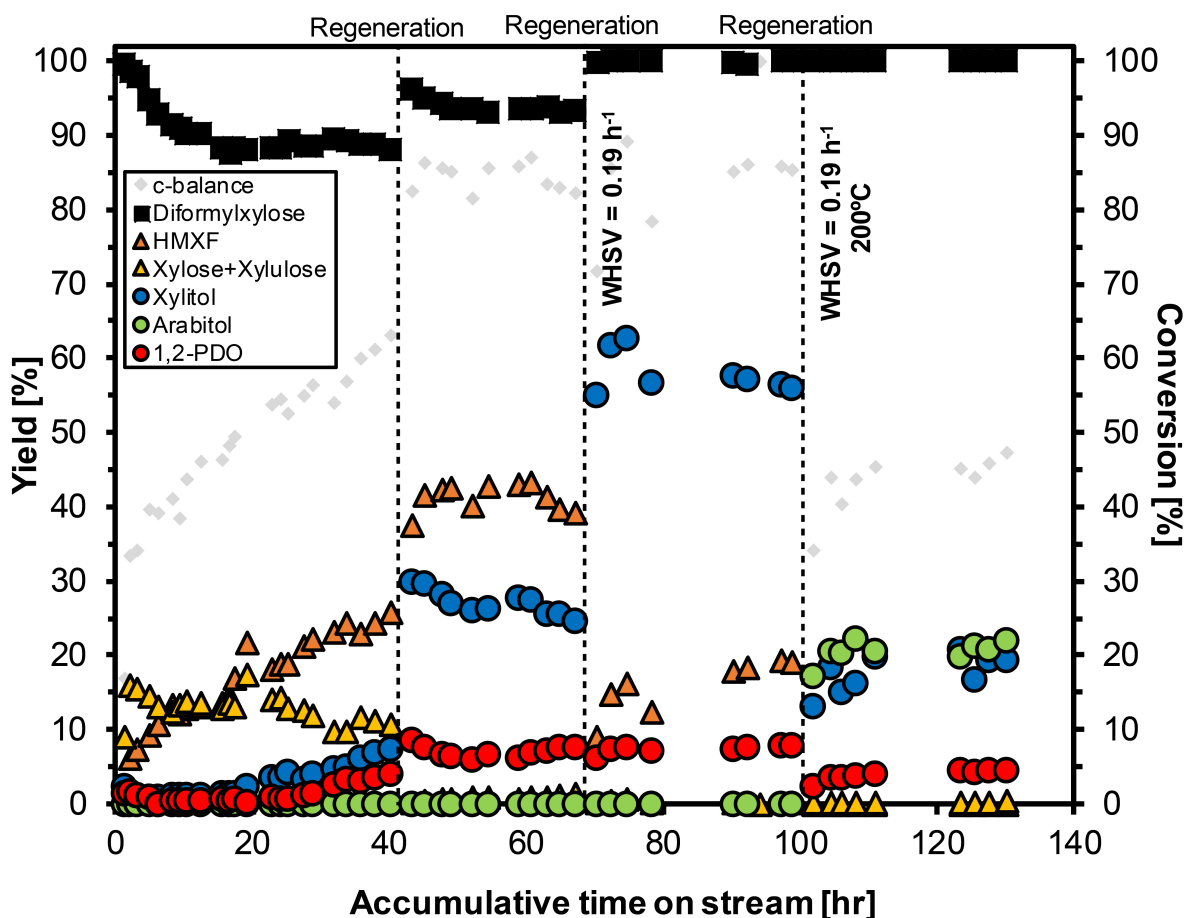 Regeneration Regeneration Regeneration
100
90
80
70
60
50
40
30
20
10
0
Yield [%]
c-balance
Diformylxylose
HMXF
Xylose+Xylulose
Xylitol
Arabitol
1,2-PDO
WHSV = 0.19 h⁻¹
WHSV = 0.19 h⁻¹
200ºC
100
90
80
70
60
50
40
30
20
10
0
Conversion [%]
0 20 40 60 80 100 120 140
Accumulative time on stream [hr]